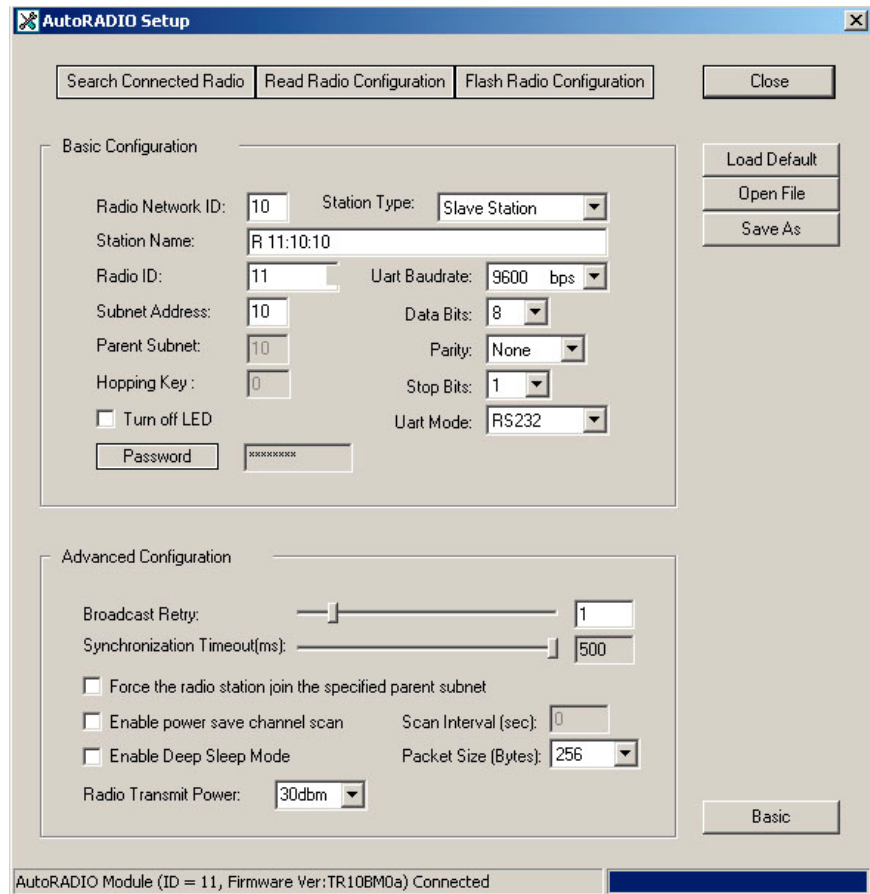 AutoRADIO Setup
Search Connected Radio Read Radio Configuration Flash Radio Configuration Close
Basic Configuration
Load Default
Open File
Save As
Radio Network ID: 10 Station Type: Slave Station
Station Name: R 11:10:10
Radio ID: 11 Uart Baudrate: 9600 bps
Subnet Address: 10 Data Bits: 8
Parent Subnet: 10 Parity: None
Hopping Key : 0 Stop Bits: 1
Turn off LED Uart Mode: RS232
Password ********
Advanced Configuration
Broadcast Retry: 1
Synchronization Timeout(ms): 500
Force the radio station join the specified parent subnet
Enable power save channel scan Scan Interval (sec): 0
Enable Deep Sleep Mode Packet Size (Bytes): 256
Radio Transmit Power: 30dbm
Basic
AutoRADIO Module (ID = 11, Firmware Ver:TR10BM0a) Connected